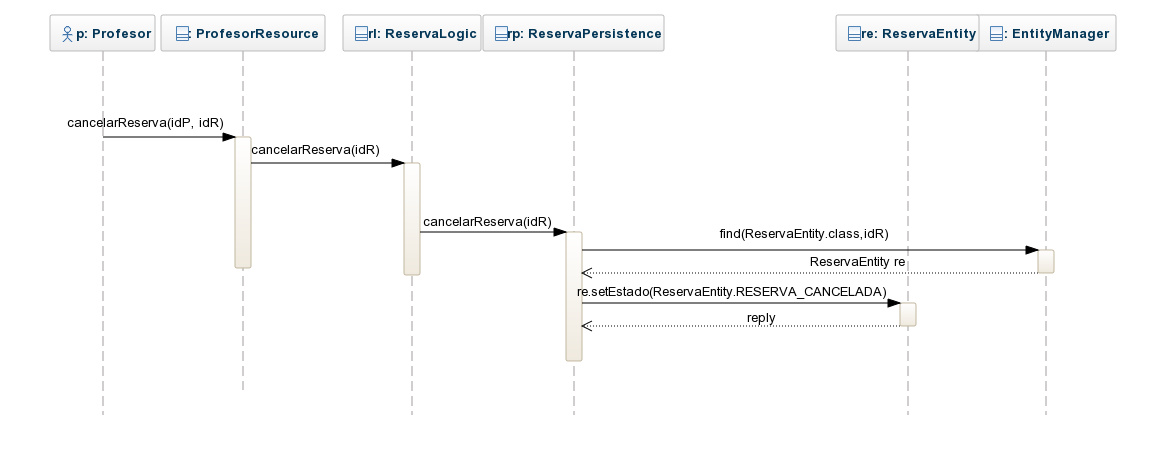 p: Profesor
: ProfesorResource
rl: ReservaLogic
rp: ReservaPersistence
re: ReservaEntity
: EntityManager
cancelarReserva(idP, idR)
cancelarReserva(idR)
cancelarReserva(idR)
find(ReservaEntity.class,idR)
ReservaEntity re
re.setEstado(ReservaEntity.RESERVA_CANCELADA)
reply